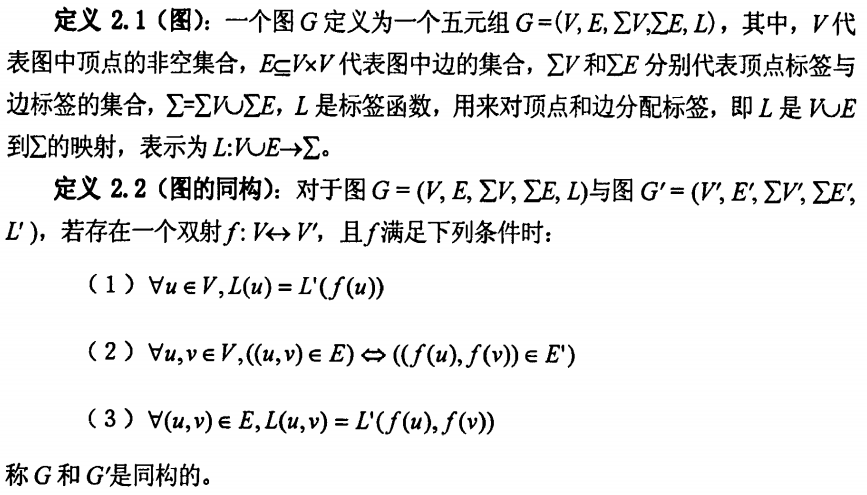 定义 2.1（图）：一个图 G 定义为一个五元组 G=(V, E, ∑V,∑E, L)，其中，V 代
表图中顶点的非空集合，E⊆V×V 代表图中边的集合，∑V 和∑E 分别代表顶点标签与
边标签的集合，∑=∑V∪∑E，L 是标签函数，用来对顶点和边分配标签，即 L 是 V∪E
到∑的映射，表示为 L:V∪E→∑。
定义 2.2（图的同构）：对于图 G = (V, E, ∑V, ∑E, L)与图 G′ = (V′, E′, ∑V′, ∑E′,
L′ )，若存在一个双射 f: V↔ V′，且 f 满足下列条件时：
（1）∀u ∈ V, L(u) = L'(f(u))
（2）∀u,v ∈ V,((u,v) ∈ E) ⇔ ((f(u), f(v)) ∈ E')
（3）∀(u,v) ∈ E, L(u,v) = L'(f(u), f(v))
称 G 和 G′是同构的。